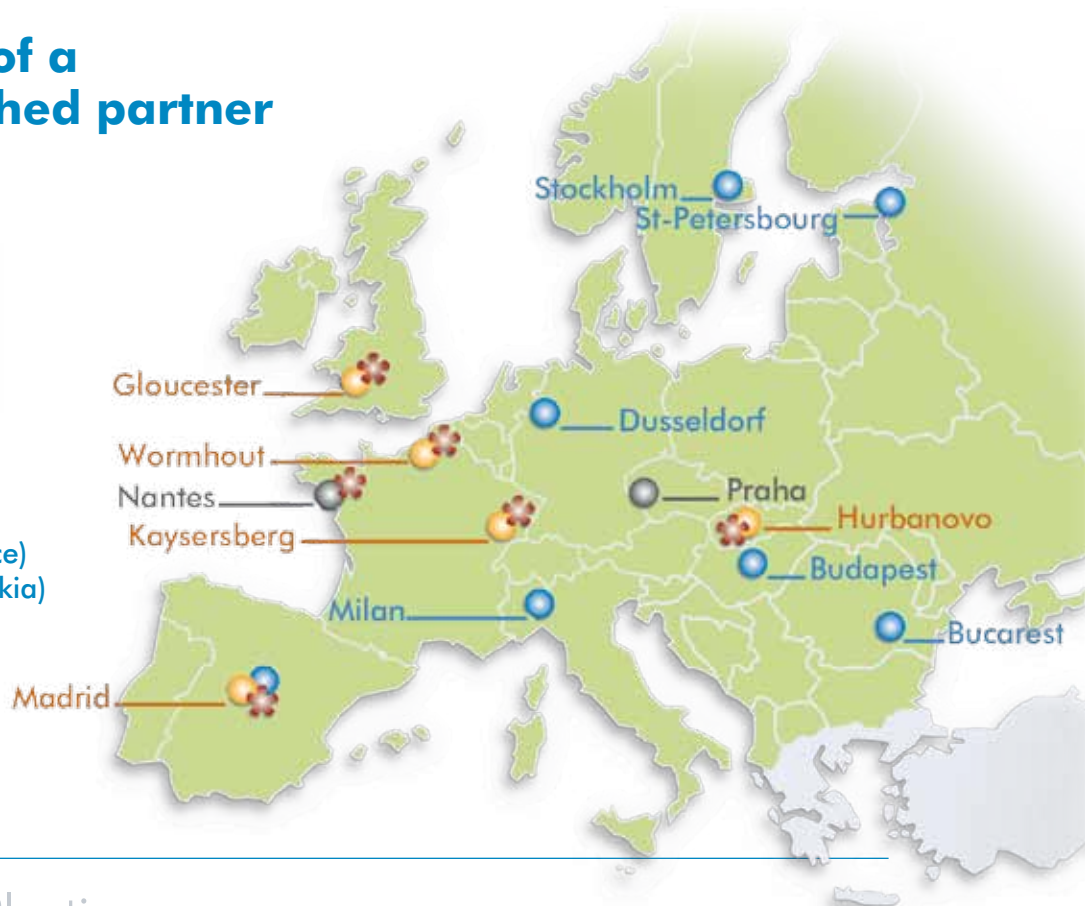 of a
hed partner
Stockholm
St-Petersbourg
Gloucester
Dusseldorf
Wormhout
Nantes
Praha
Hurbanovo
Kaysersberg
ce)
kia)
Budapest
Milan
Bucarest
Madrid